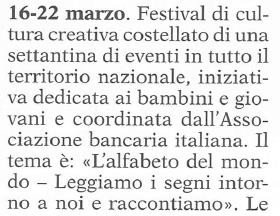 16-22 marzo. Festival di cul-
tura creativa costellato di una
settantina di eventi in tutto il
territorio nazionale, iniziati-
va dedicata ai bambini e gio-
vani e coordinata dall'Asso-
ciazione bancaria italiana. Il
tema è: «L'alfabeto del mon-
do – Leggiamo i segni intor-
no a noi e raccontiamo». Le